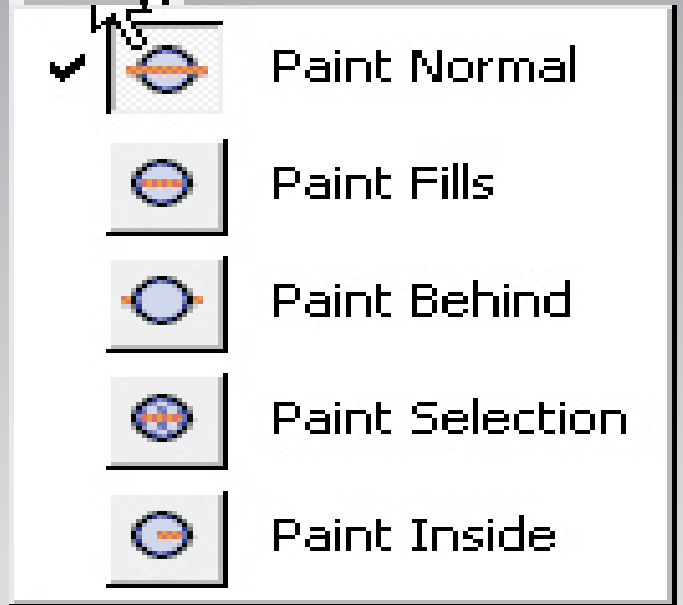 Paint Normal
Paint Fills
Paint Behind
Paint Selection
Paint Inside